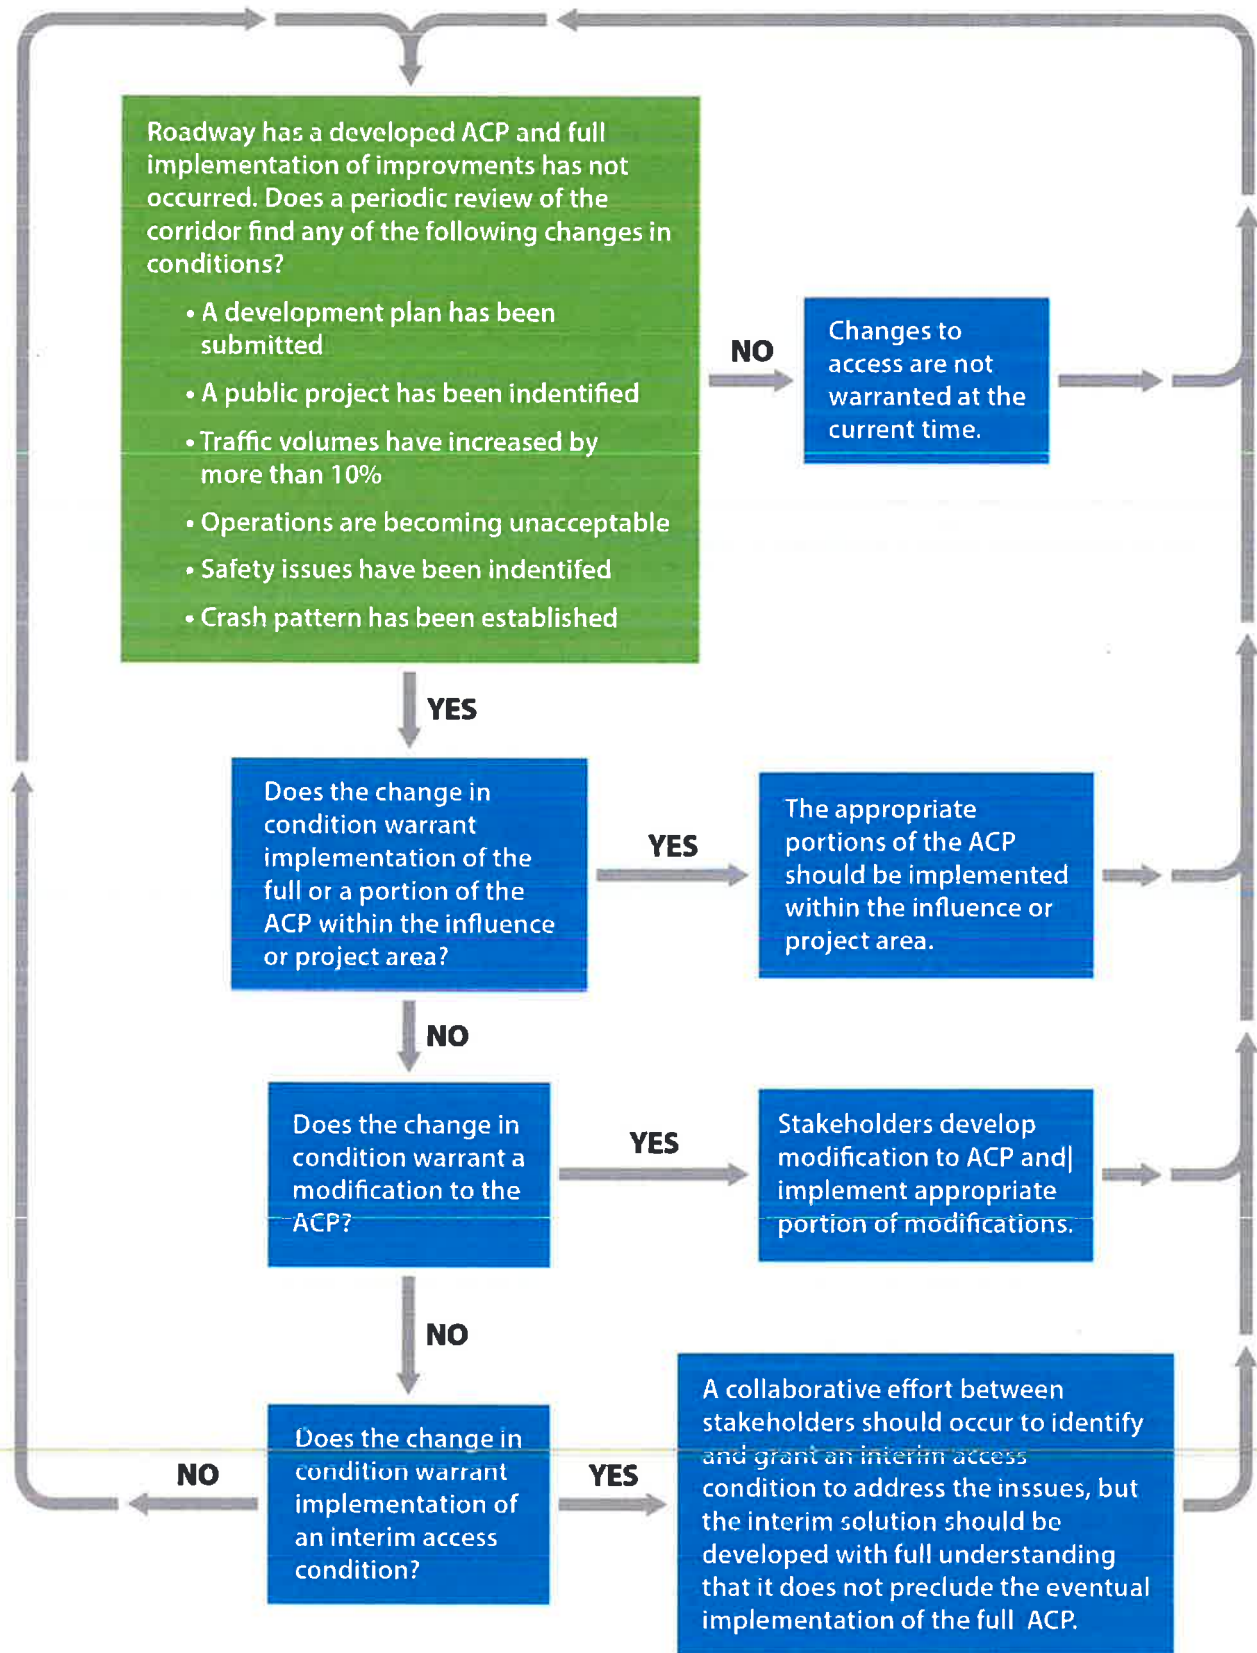 Roadway has a developed ACP and full
implementation of improvments has not
occurred. Does a periodic review of the
corridor find any of the following changes in
conditions?
• A development plan has been
submitted
• A public project has been indentified
• Traffic volumes have increased by
more than 10%
• Operations are becoming unacceptable
• Safety issues have been indentifed
• Crash pattern has been established
NO
Changes to
access are not
warranted at the
current time.
YES
Does the change in
condition warrant
implementation of the
full or a portion of the
ACP within the influence
or project area?
YES
The appropriate
portions of the ACP
should be implemented
within the influence or
project area.
NO
Does the change in
condition warrant a
modification to the
ACP?
YES
Stakeholders develop
modification to ACP and|
implement appropriate
portion of modifications.
NO
Does the change in
condition warrant
implementation of
an interim access
condition?
NO
YES
A collaborative effort between
stakeholders should occur to identify
and grant an interim access
condition to address the inssues, but
the interim solution should be
developed with full understanding
that it does not preclude the eventual
implementation of the full ACP.